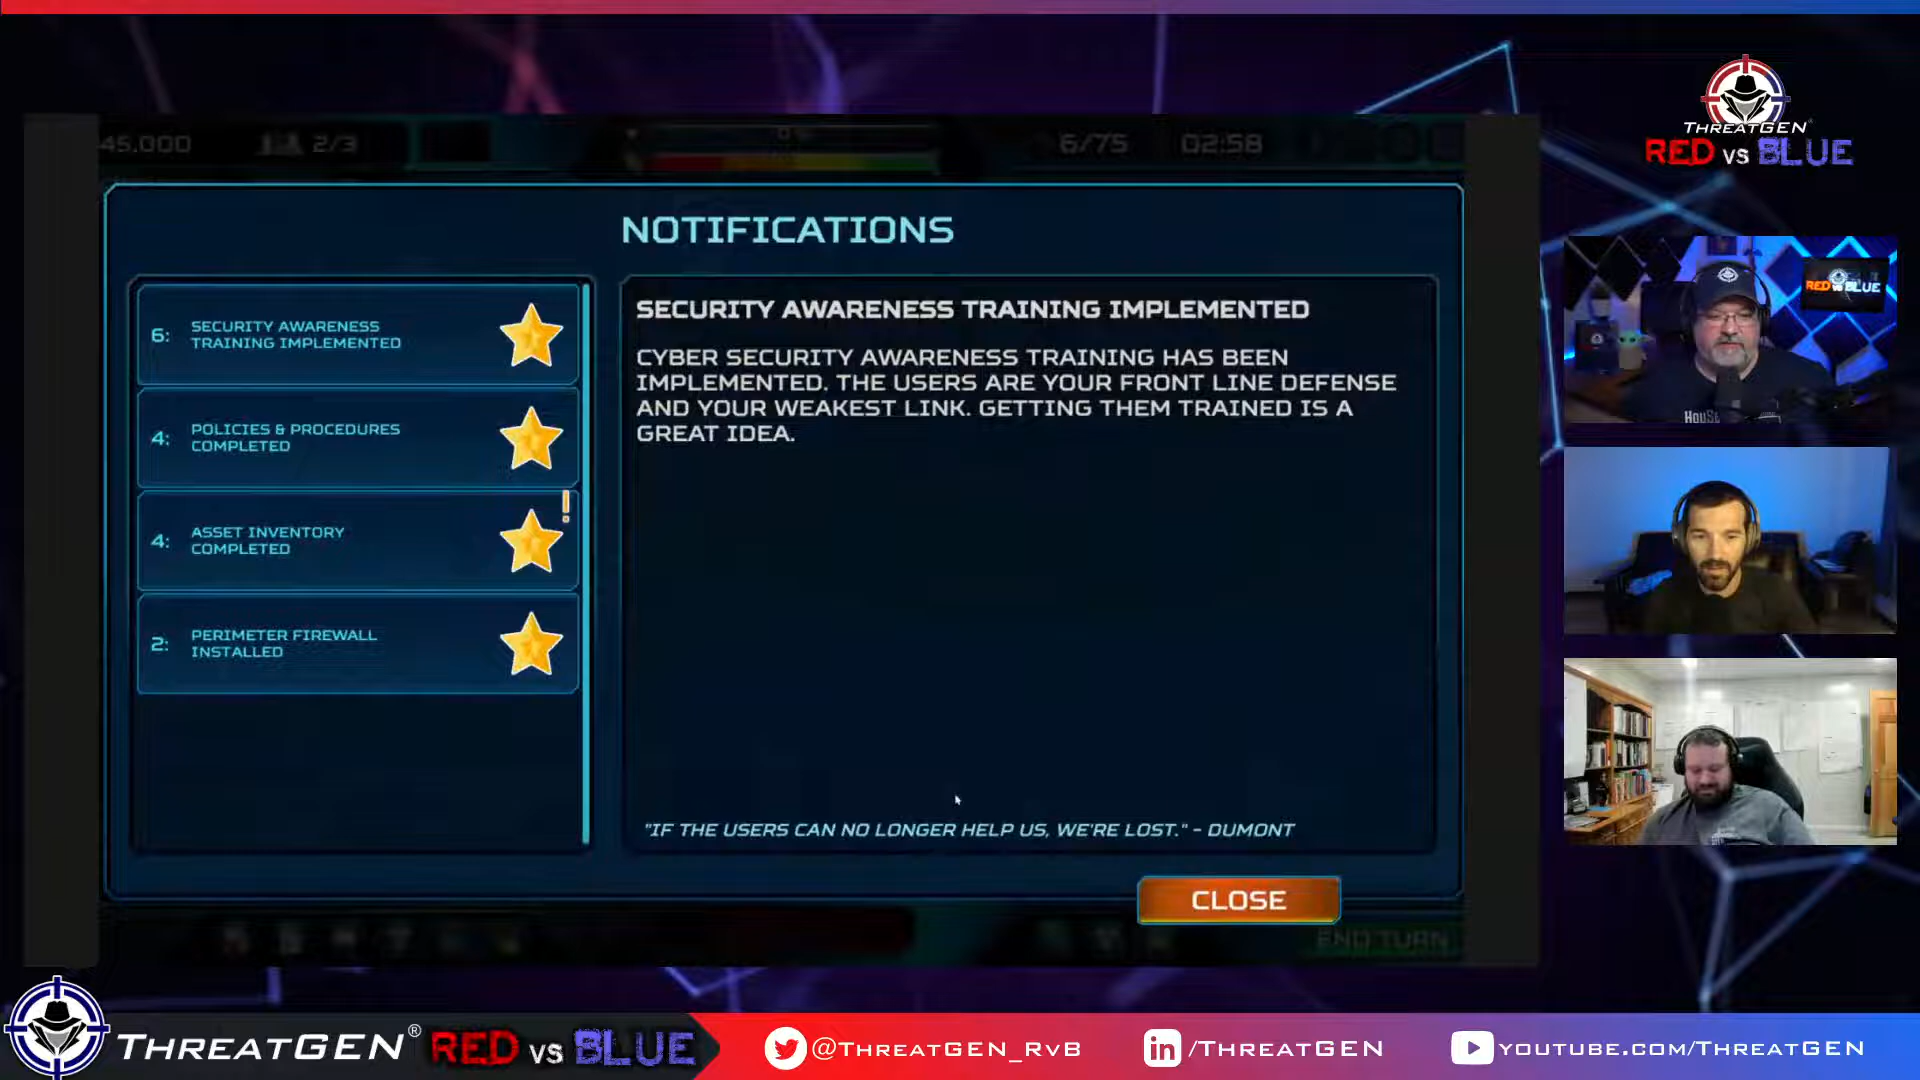 THREATGEN®
RED vs BLUE
45.000
2/3
6/75
02:58
NOTIFICATIONS
6:
SECURITY AWARENESS
TRAINING IMPLEMENTED
4:
POLICIES & PROCEDURES
COMPLETED
4:
ASSET INVENTORY
COMPLETED
!
2:
PERIMETER FIREWALL
INSTALLED
SECURITY AWARENESS TRAINING IMPLEMENTED
CYBER SECURITY AWARENESS TRAINING HAS BEEN
IMPLEMENTED. THE USERS ARE YOUR FRONT LINE DEFENSE
AND YOUR WEAKEST LINK. GETTING THEM TRAINED IS A
GREAT IDEA.
"IF THE USERS CAN NO LONGER HELP US, WE'RE LOST." - DUMONT
CLOSE
END TURN
RED vs BLUE
THREATGEN® RED vs BLUE
@THREATGEN_RVB
/THREATGEN
YOUTUBE.COM/THREATGEN